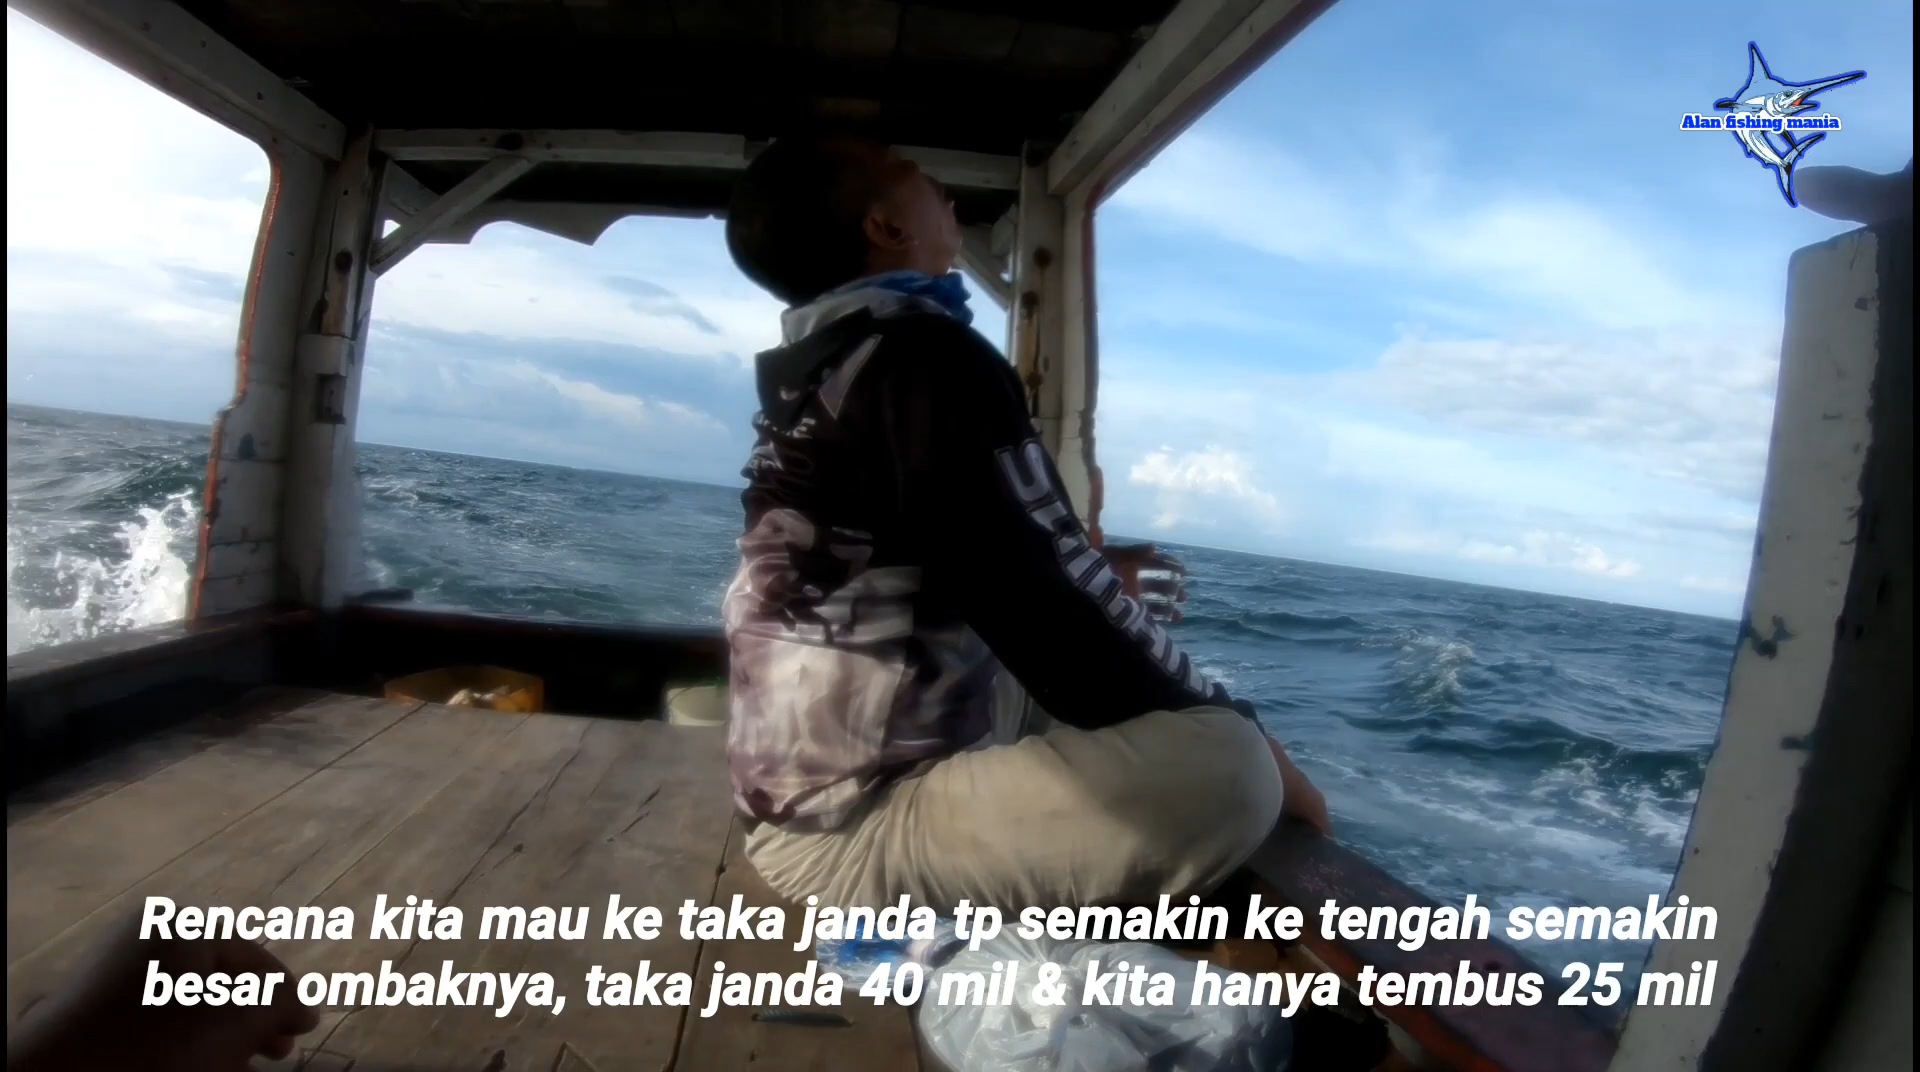 Alan fishing mania
Rencana kita mau ke taka janda tp semakin ke tengah semakin
besar ombaknya, taka janda 40 mil & kita hanya tembus 25 mil